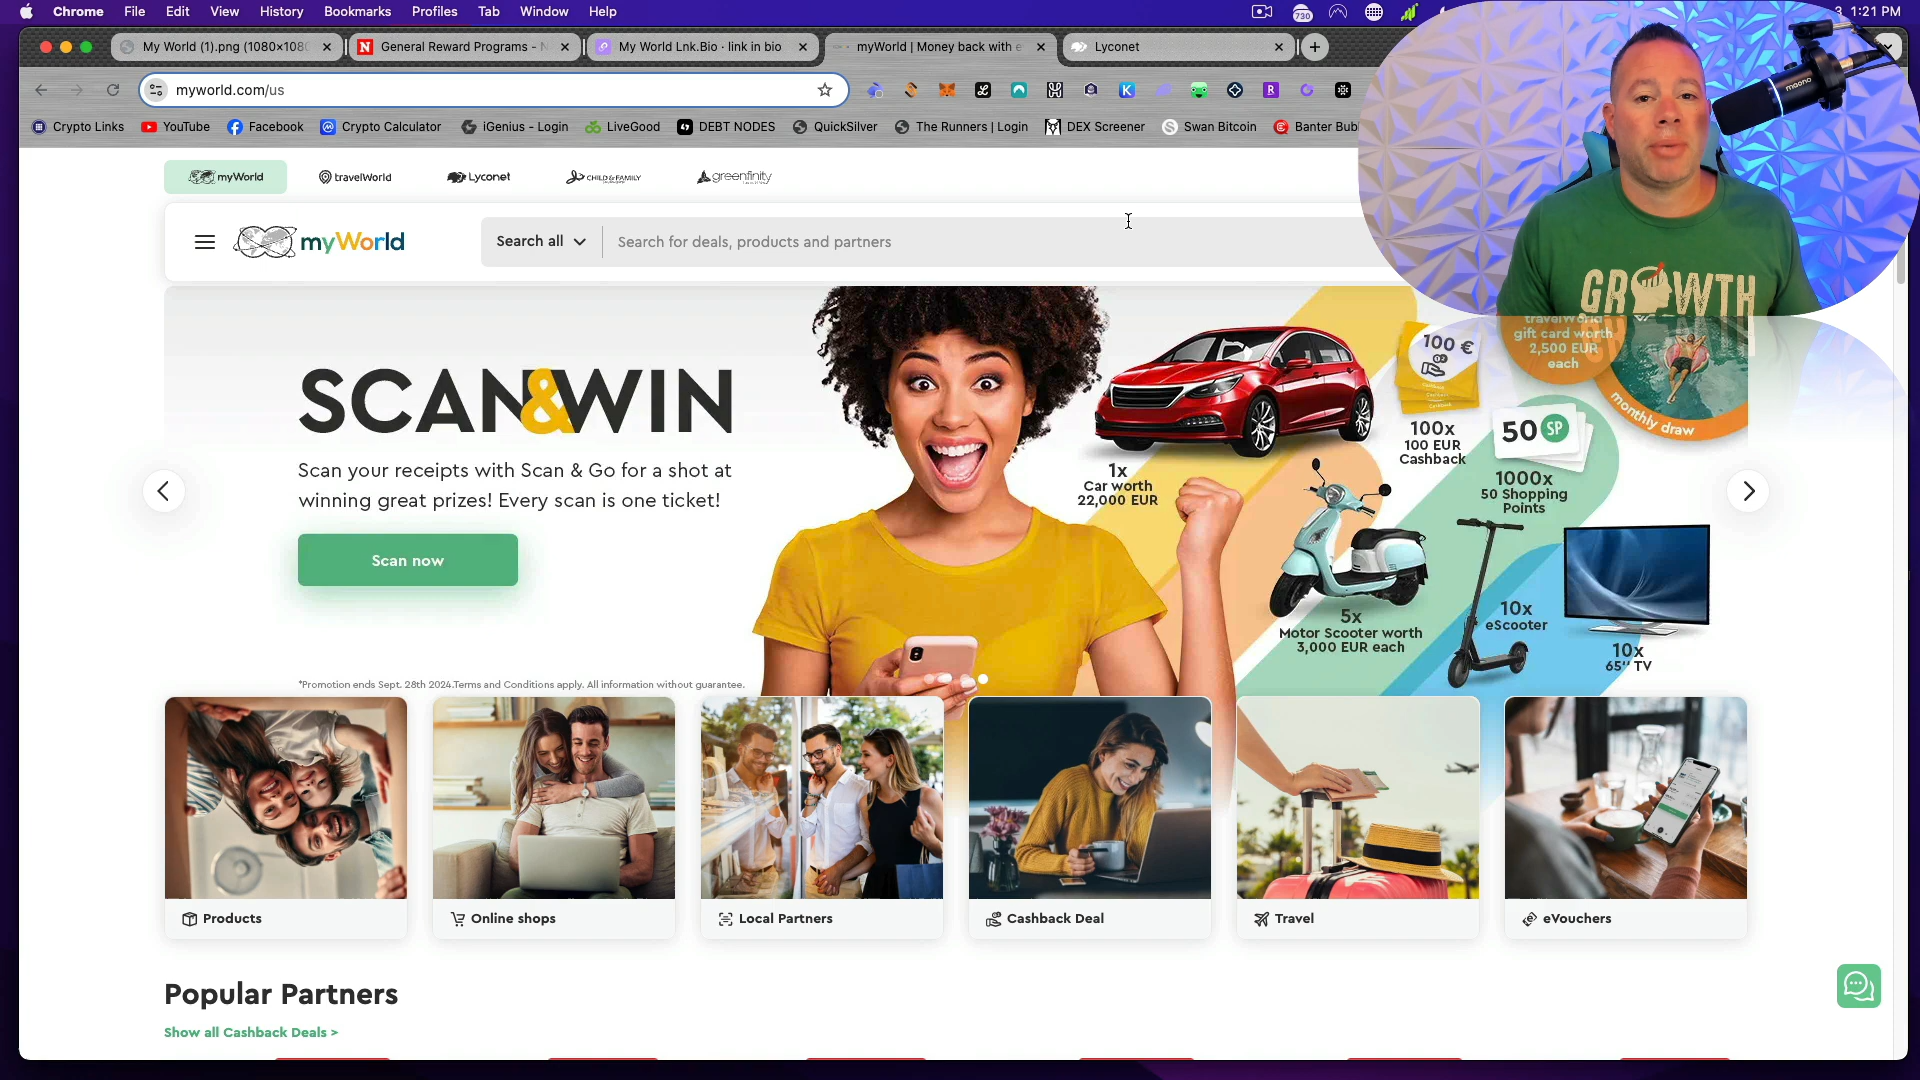 Chrome File Edit View History Bookmarks Profiles Tab Window Help
730
3 1:21 PM
My World (1).png (1080×108
General Reward Programs - N
My World Lnk.Bio · link in bio
myWorld | Money back with e
Lyconet
myworld.com/us
Crypto Links YouTube Facebook Crypto Calculator iGenius - Login LiveGood DEBT NODES QuickSilver The Runners | Login DEX Screener Swan Bitcoin Banter Bubb
maono
GROWTH
myWorld travelWorld Lyconet CHILD & FAMILY greenfinity
myWorld
Search all
Search for deals, products and partners
SCAN&WIN
Scan your receipts with Scan & Go for a shot at
winning great prizes! Every scan is one ticket!
Scan now
*Promotion ends Sept. 28th 2024.Terms and Conditions apply. All information without guarantee.
1x
Car worth
22,000 EUR
100 €
100x
100 EUR
Cashback
travelWorld
gift card worth
2,500 EUR
each
monthly draw
50 SP
1000x
50 Shopping
Points
5x
Motor Scooter worth
3,000 EUR each
10x
eScooter
10x
65'' TV
Products
Online shops
Local Partners
Cashback Deal
Travel
eVouchers
Popular Partners
Show all Cashback Deals >